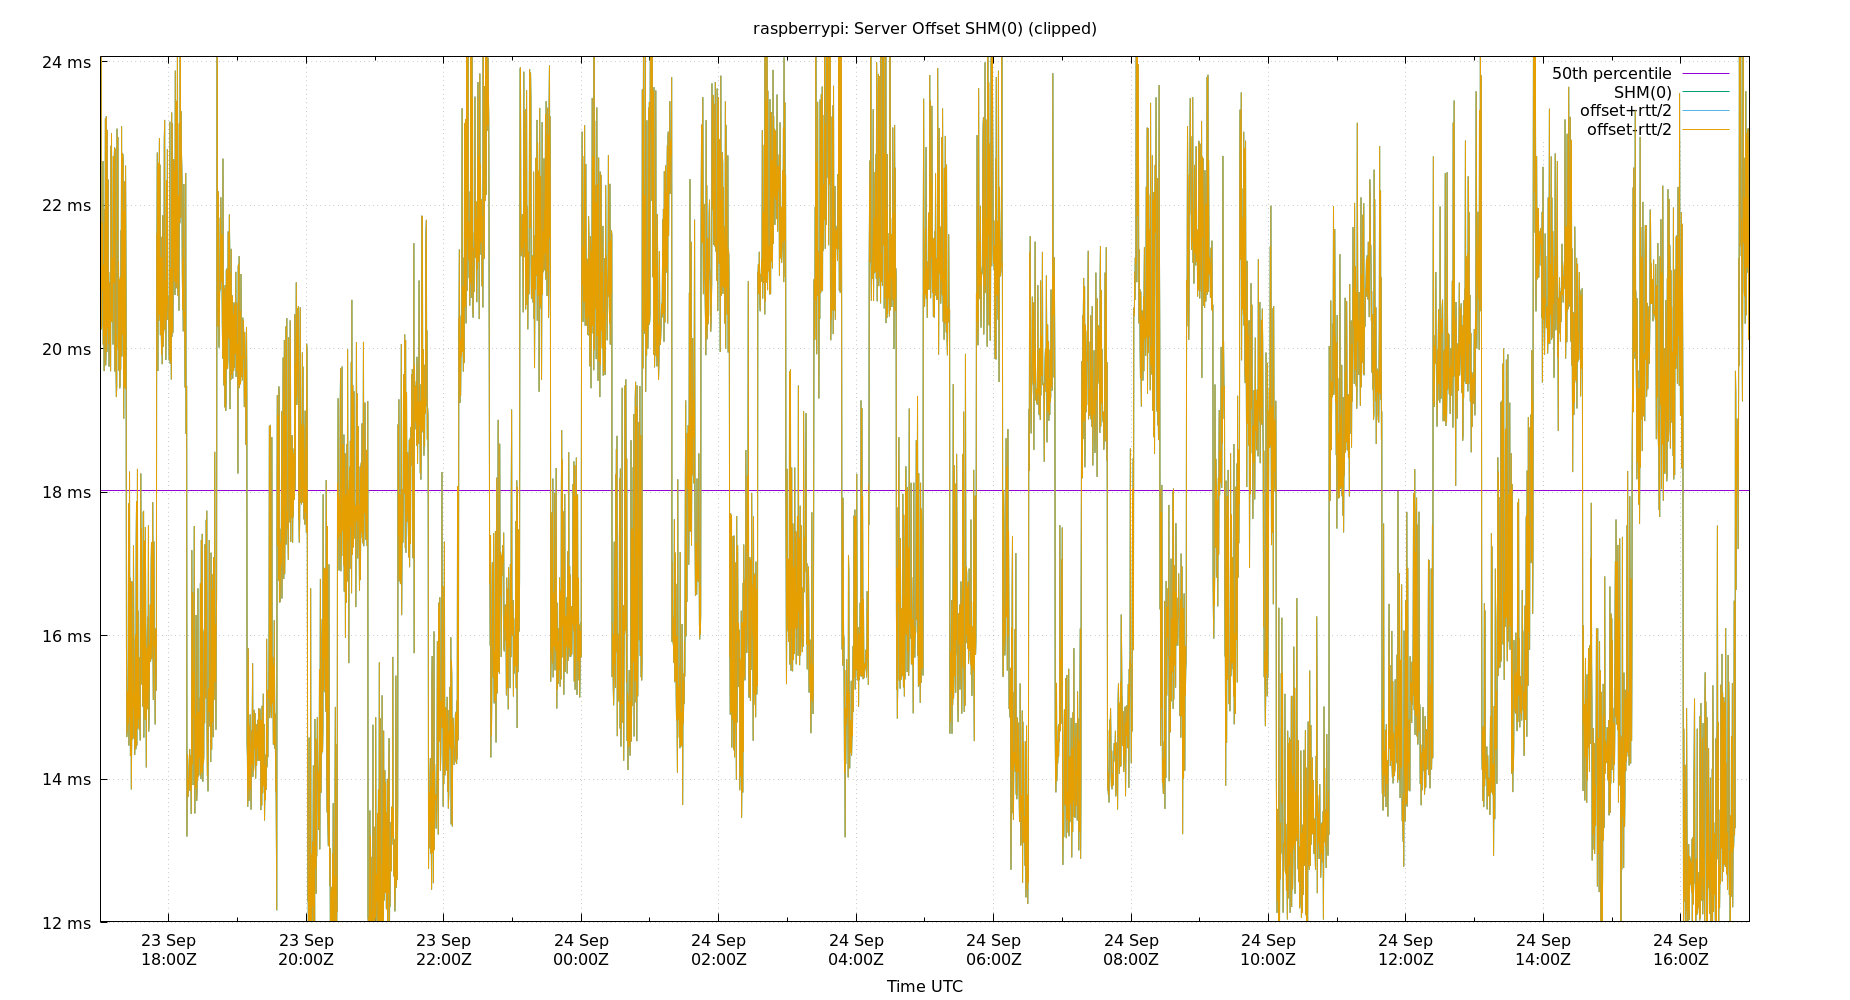 raspberrypi: Server Offset SHM(0) (clipped)
24 ms
22 ms
20 ms
18 ms
16 ms
14 ms
12 ms
50th percentile
SHM(0)
offset+rtt/2
offset-rtt/2
23 Sep 23 Sep 23 Sep 24 Sep 24 Sep 24 Sep 24 Sep 24 Sep 24 Sep 24 Sep 24 Sep 24 Sep
18:00Z 20:00Z 22:00Z 00:00Z 02:00Z 04:00Z 06:00Z 08:00Z 10:00Z 12:00Z 14:00Z 16:00Z
Time UTC